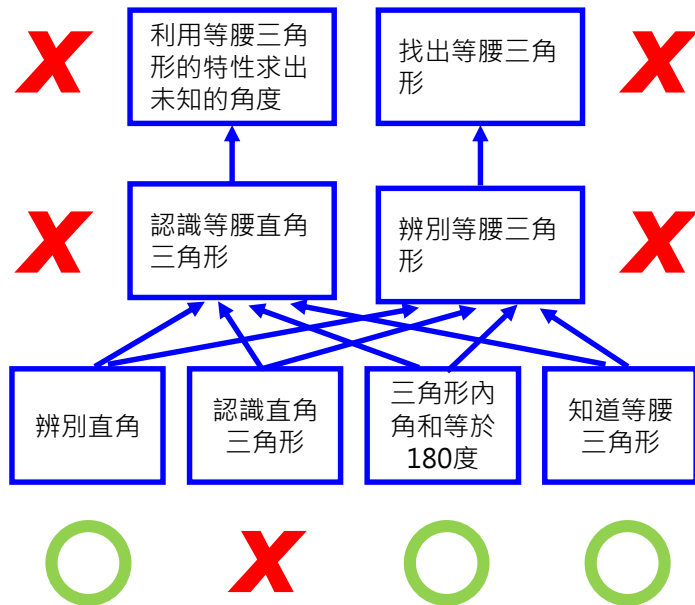 利用等腰三角
形的特性求出
未知的角度
找出等腰三角
形
認識等腰直角
三角形
辨別等腰三角
形
辨別直角
認識直角
三角形
三角形內
角和等於
180度
知道等腰
三角形